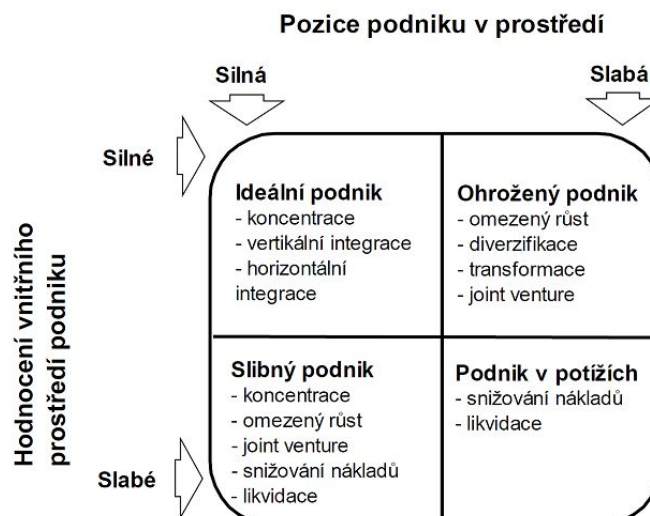 Pozice podniku v prostředí
Silná
Slabá
Silné
Hodnocení vnitřního
prostředí podniku
Ideální podnik
- koncentrace
- vertikální integrace
- horizontální
integrace
Ohrožený podnik
- omezený růst
- diverzifikace
- transformace
- joint venture
Slibný podnik
- koncentrace
- omezený růst
- joint venture
- snižování nákladů
- likvidace
Podnik v potížích
- snižování nákladů
- likvidace
Slabé